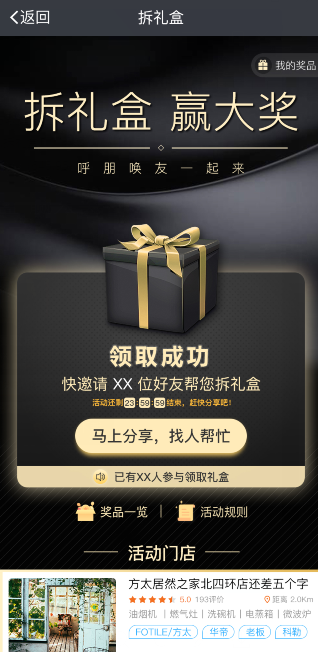 返回
拆礼盒
我的奖品
拆礼盒 赢大奖
呼朋唤友一起来
领取成功
快邀请 XX 位好友帮您拆礼盒
活动还剩23:59:59结束，赶快分享吧！
马上分享，找人帮忙
已有XX人参与领取礼盒
奖品一览 | 活动规则
活动门店
方太居然之家北四环店还差五个字
193评价 距离 2.0Km
油烟机 | 燃气灶 | 洗碗机 | 电蒸箱 | 微波炉
FOTILE/方太 华帝 老板 科勒